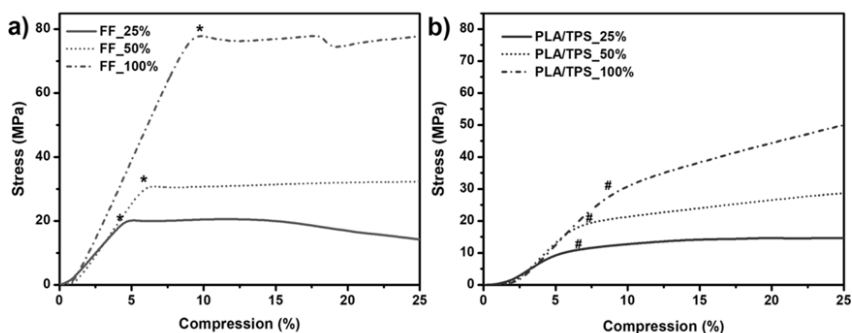 a)
FF_25%
FF_50%
FF_100%
*
*
*
80
60
40
20
0
0 5 10 15 20 25
Stress (MPa)
Compression (%)
b)
PLA/TPS_25%
PLA/TPS_50%
PLA/TPS_100%
#
#
#
80
70
60
50
40
30
20
10
0
0 5 10 15 20 25
Stress (MPa)
Compression (%)